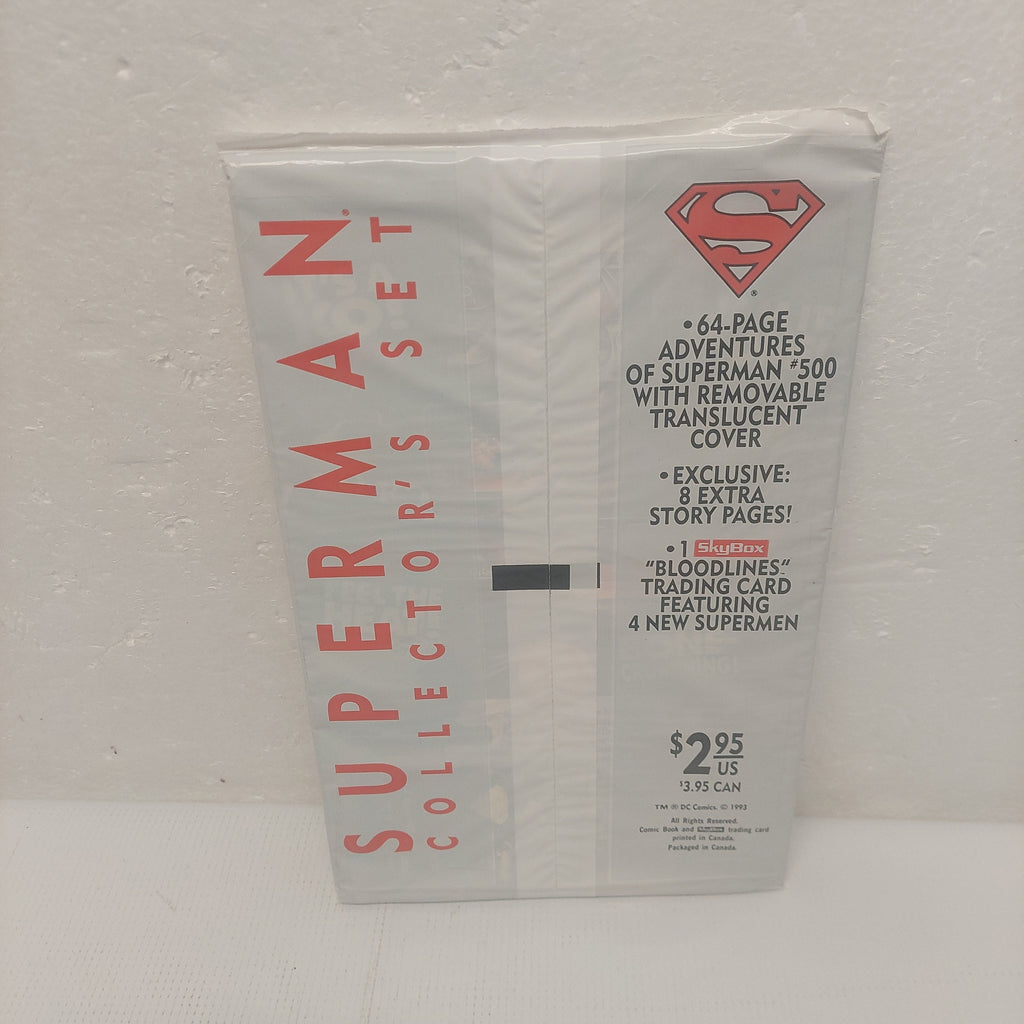 SUPERMAN®
COLLECTOR'S SET
S
®
•64-PAGE
ADVENTURES
OF SUPERMAN #500
WITH REMOVABLE
TRANSLUCENT
COVER
•EXCLUSIVE:
8 EXTRA
STORY PAGES!
•1 SkyBox
"BLOODLINES"
TRADING CARD
FEATURING
4 NEW SUPERMEN
$2.95
US
$3.95 CAN
TM ® DC Comics. © 1993
All Rights Reserved.
Comic Book and SkyBox trading card
printed in Canada.
Packaged in Canada.